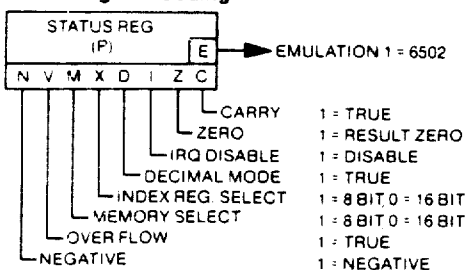 STATUS REG
(P)
E
EMULATION 1 = 6502
N V M X D I Z C
CARRY 1 = TRUE
ZERO 1 = RESULT ZERO
IRQ DISABLE 1 = DISABLE
DECIMAL MODE 1 = TRUE
INDEX REG. SELECT 1 = 8 BIT, 0 = 16 BIT
MEMORY SELECT 1 = 8 BIT, 0 = 16 BIT
OVER FLOW 1 = TRUE
NEGATIVE 1 = NEGATIVE